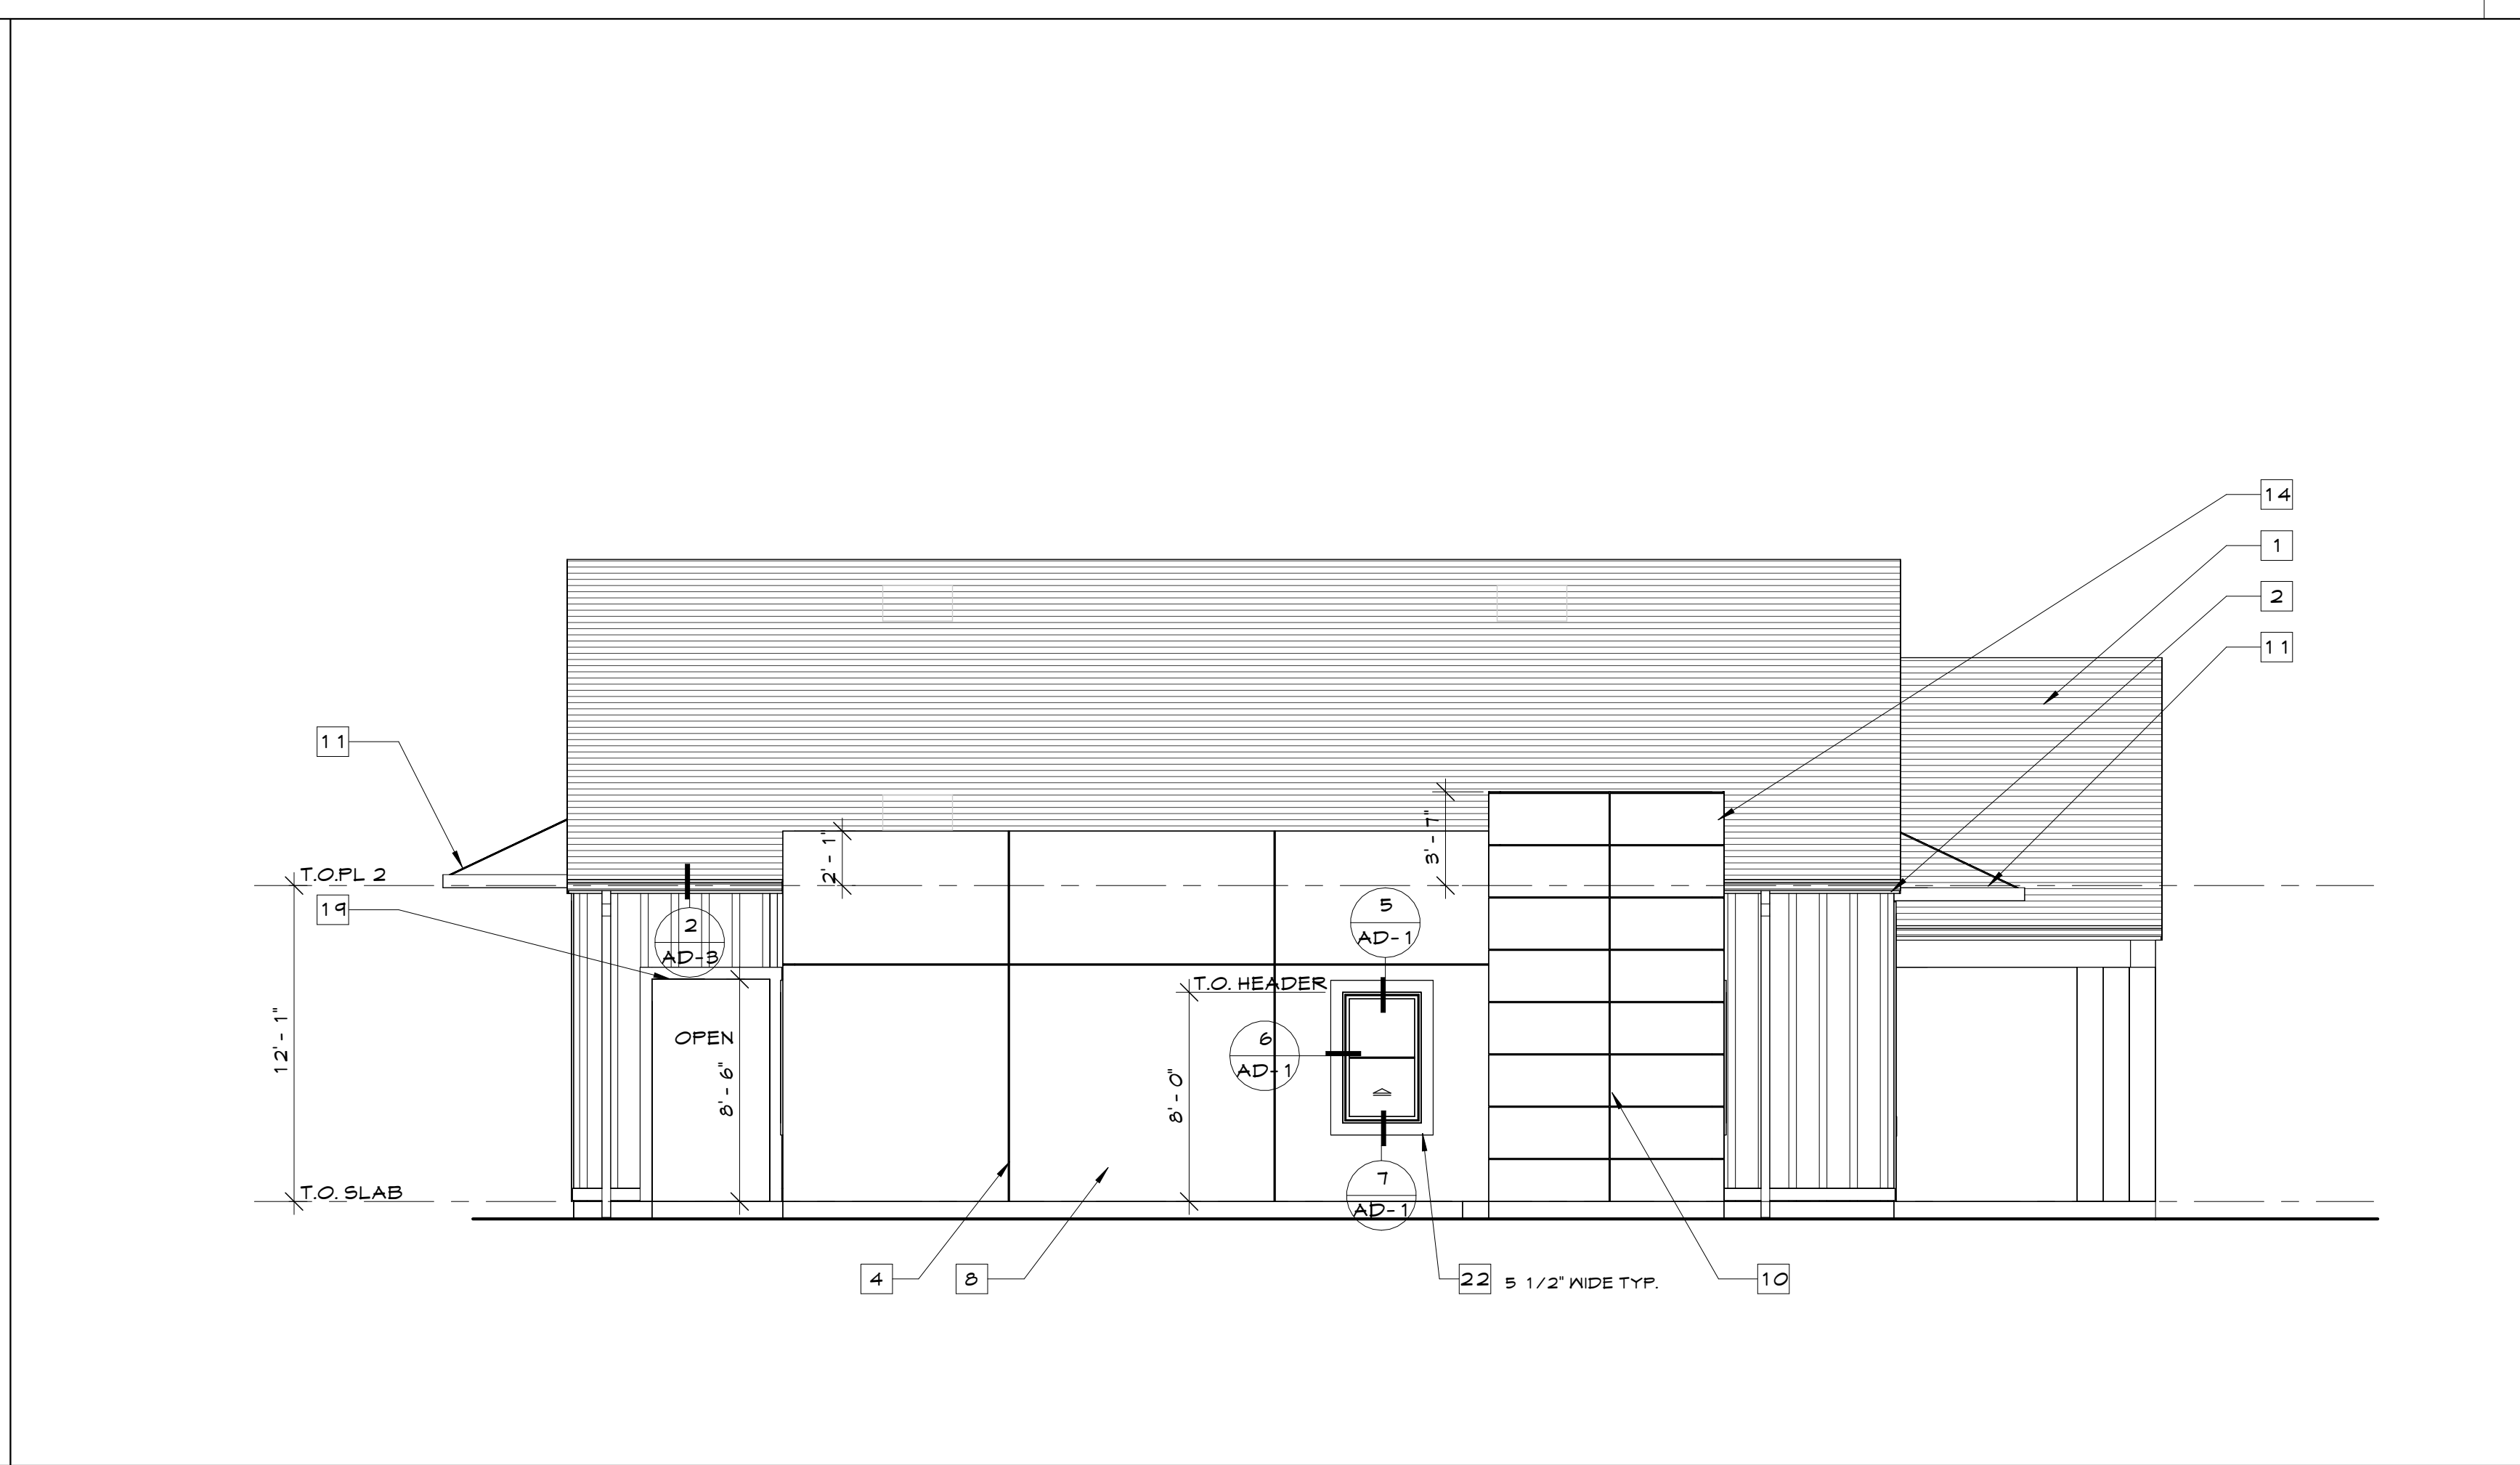 14
1
2
11
11
3'- 7"
2'- 1"
T.O.PL 2
19
2
AD-3
5
AD-1
T.O. HEADER
12'- 1"
OPEN
6
AD-1
8'- 6"
8'- 0"
7
AD-1
T.O. SLAB
4
8
22 5 1/2" WIDE TYP.
10